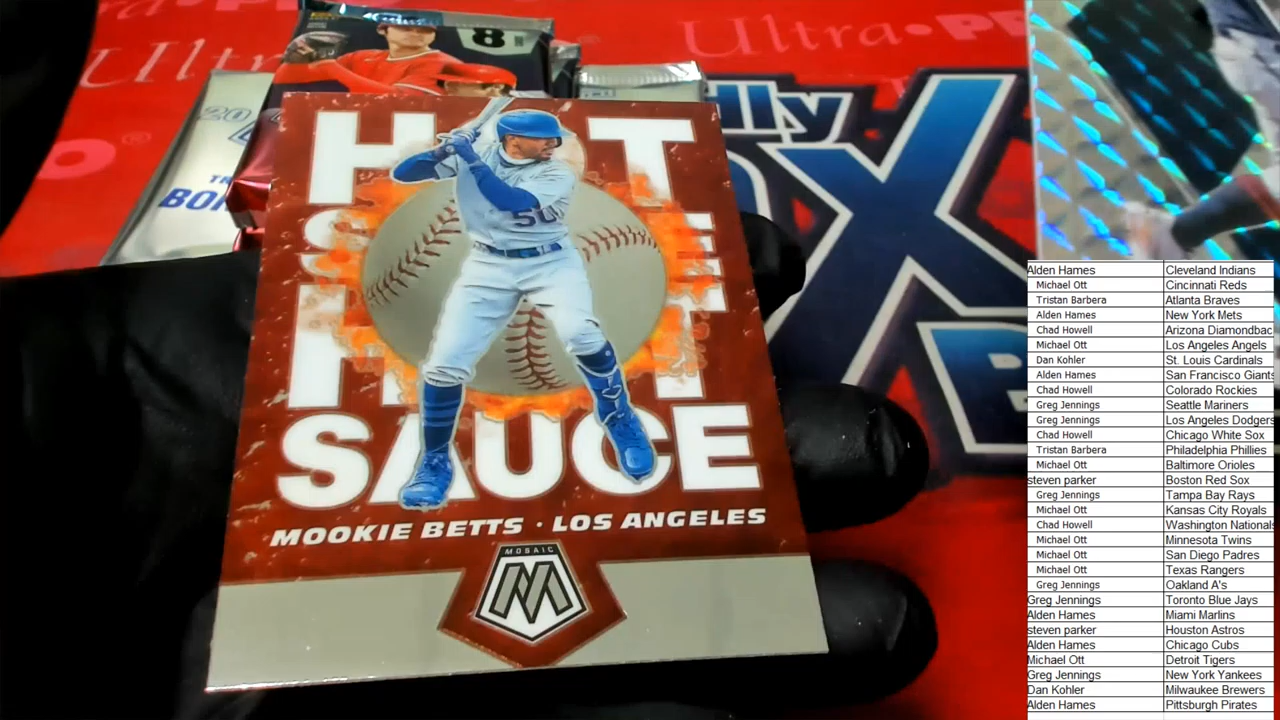 Ultra PRO
8
HOT
SAUCE
HOT
SAUCE
50
MOOKIE BETTS · LOS ANGELES
MOSAIC
M
Alden Hames Cleveland Indians
Michael Ott Cincinnati Reds
Tristan Barbera Atlanta Braves
Alden Hames New York Mets
Chad Howell Arizona Diamondbac
Michael Ott Los Angeles Angels
Dan Kohler St. Louis Cardinals
Alden Hames San Francisco Giants
Chad Howell Colorado Rockies
Greg Jennings Seattle Mariners
Greg Jennings Los Angeles Dodgers
Chad Howell Chicago White Sox
Tristan Barbera Philadelphia Phillies
Michael Ott Baltimore Orioles
steven parker Boston Red Sox
Greg Jennings Tampa Bay Rays
Michael Ott Kansas City Royals
Chad Howell Washington Nationals
Michael Ott Minnesota Twins
Michael Ott San Diego Padres
Michael Ott Texas Rangers
Greg Jennings Oakland A's
Greg Jennings Toronto Blue Jays
Alden Hames Miami Marlins
steven parker Houston Astros
Alden Hames Chicago Cubs
Michael Ott Detroit Tigers
Greg Jennings New York Yankees
Dan Kohler Milwaukee Brewers
Alden Hames Pittsburgh Pirates